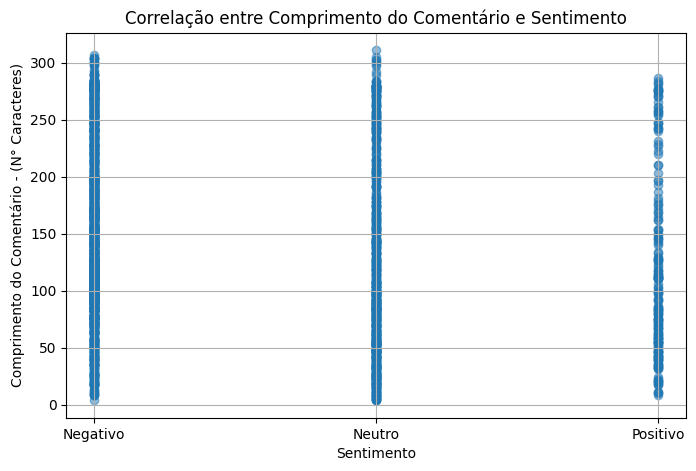 Correlação entre Comprimento do Comentário e Sentimento
Comprimento do Comentário - (N° Caracteres)
300
250
200
150
100
50
0
Negativo
Neutro
Positivo
Sentimento